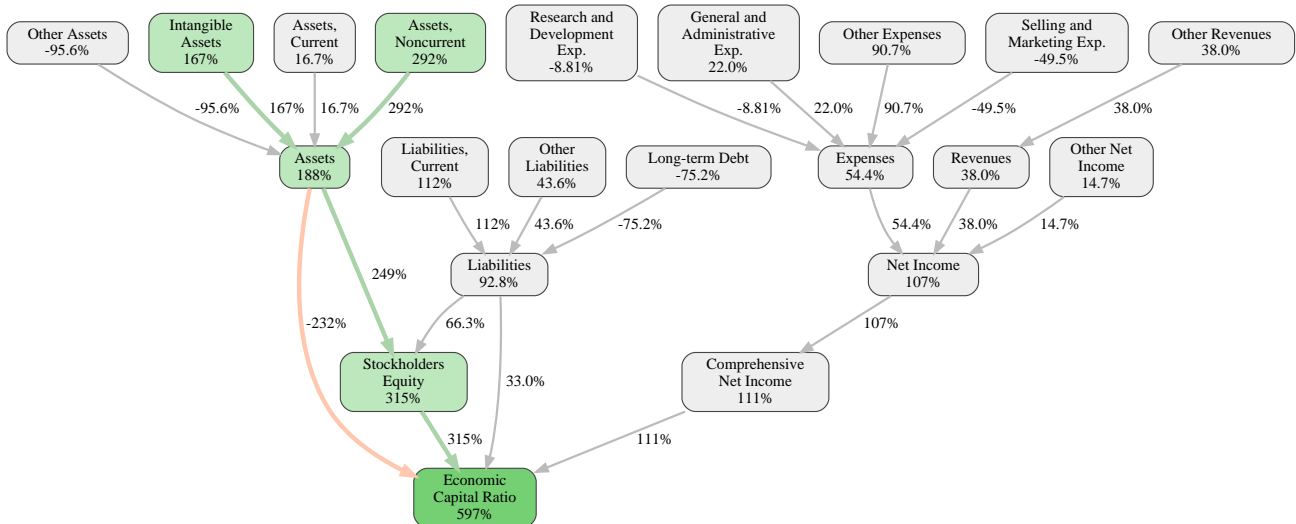 Other Assets
-95.6%
Intangible
Assets
167%
Assets,
Current
16.7%
Assets,
Noncurrent
292%
Research and
Development
Exp.
-8.81%
General and
Administrative
Exp.
22.0%
Other Expenses
90.7%
Selling and
Marketing Exp.
-49.5%
Other Revenues
38.0%
-95.6%
167%
16.7%
292%
-8.81%
22.0%
90.7%
-49.5%
38.0%
Assets
188%
Liabilities,
Current
112%
Other
Liabilities
43.6%
Long-term Debt
-75.2%
Expenses
54.4%
Revenues
38.0%
Other Net
Income
14.7%
112%
43.6%
-75.2%
54.4%
38.0%
14.7%
249%
Liabilities
92.8%
Net Income
107%
-232%
66.3%
107%
Stockholders
Equity
315%
33.0%
Comprehensive
Net Income
111%
315%
111%
Economic
Capital Ratio
597%